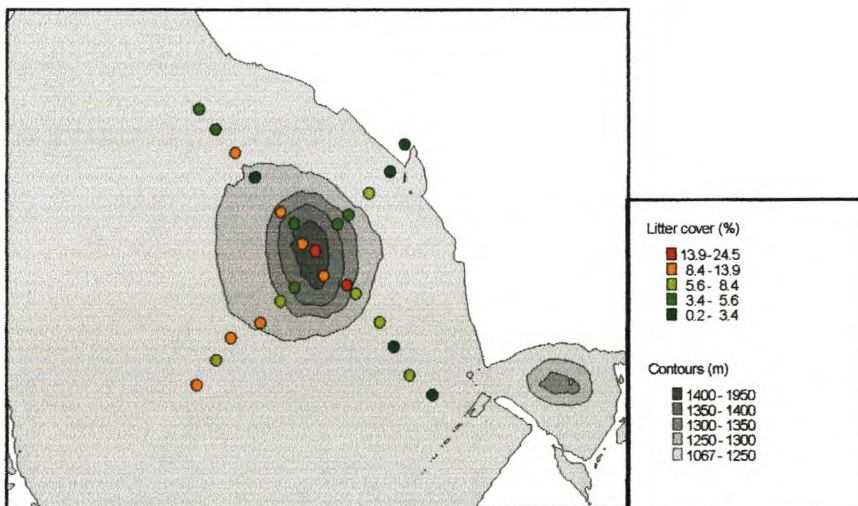 Litter cover (%)
13.9-24.5
8.4 - 13.9
5.6 - 8.4
3.4 - 5.6
0.2 - 3.4
Contours (m)
1400 - 1950
1350 - 1400
1300 - 1350
1250 - 1300
1067 - 1250